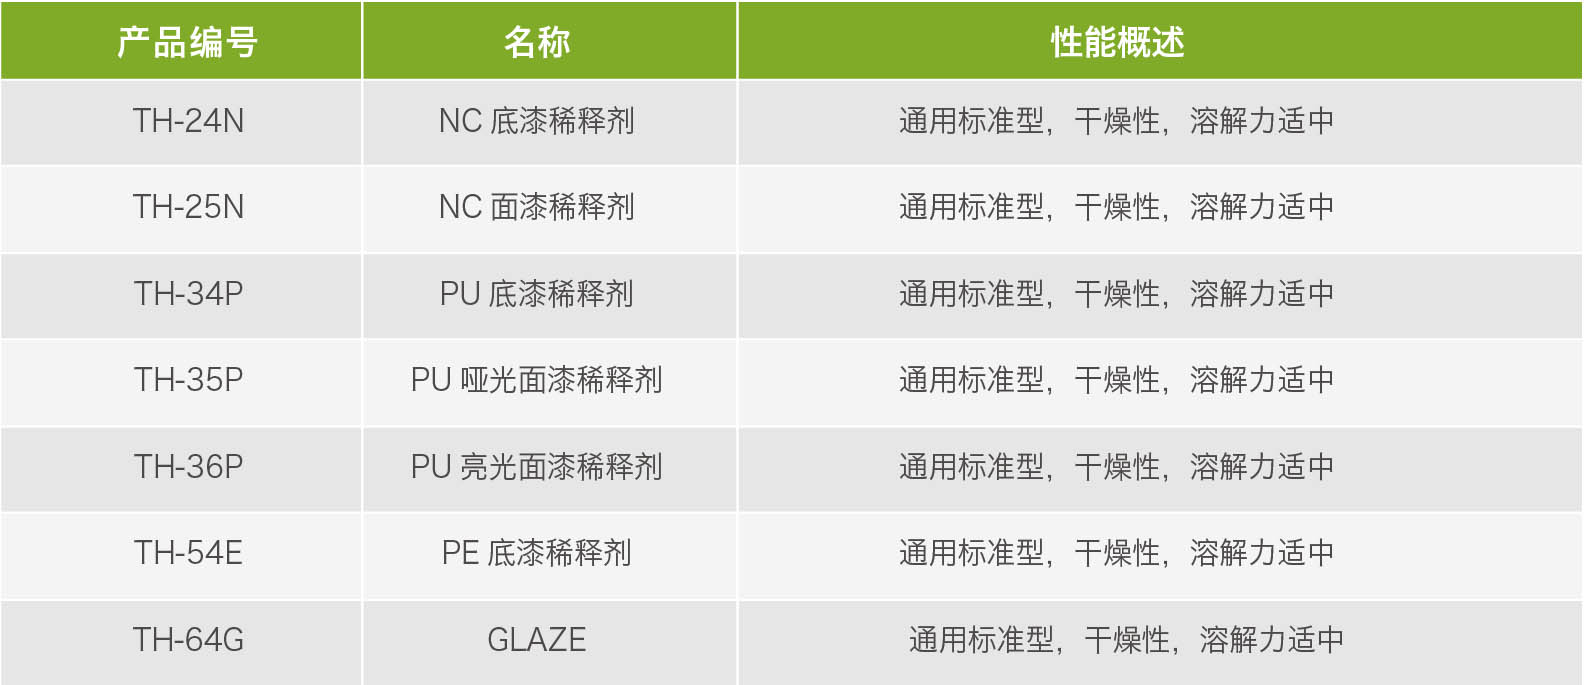 产品编号 名称 性能概述
TH-24N NC 底漆稀释剂 通用标准型，干燥性，溶解力适中
TH-25N NC 面漆稀释剂 通用标准型，干燥性，溶解力适中
TH-34P PU 底漆稀释剂 通用标准型，干燥性，溶解力适中
TH-35P PU 哑光面漆稀释剂 通用标准型，干燥性，溶解力适中
TH-36P PU 亮光面漆稀释剂 通用标准型，干燥性，溶解力适中
TH-54E PE 底漆稀释剂 通用标准型，干燥性，溶解力适中
TH-64G GLAZE 通用标准型，干燥性，溶解力适中